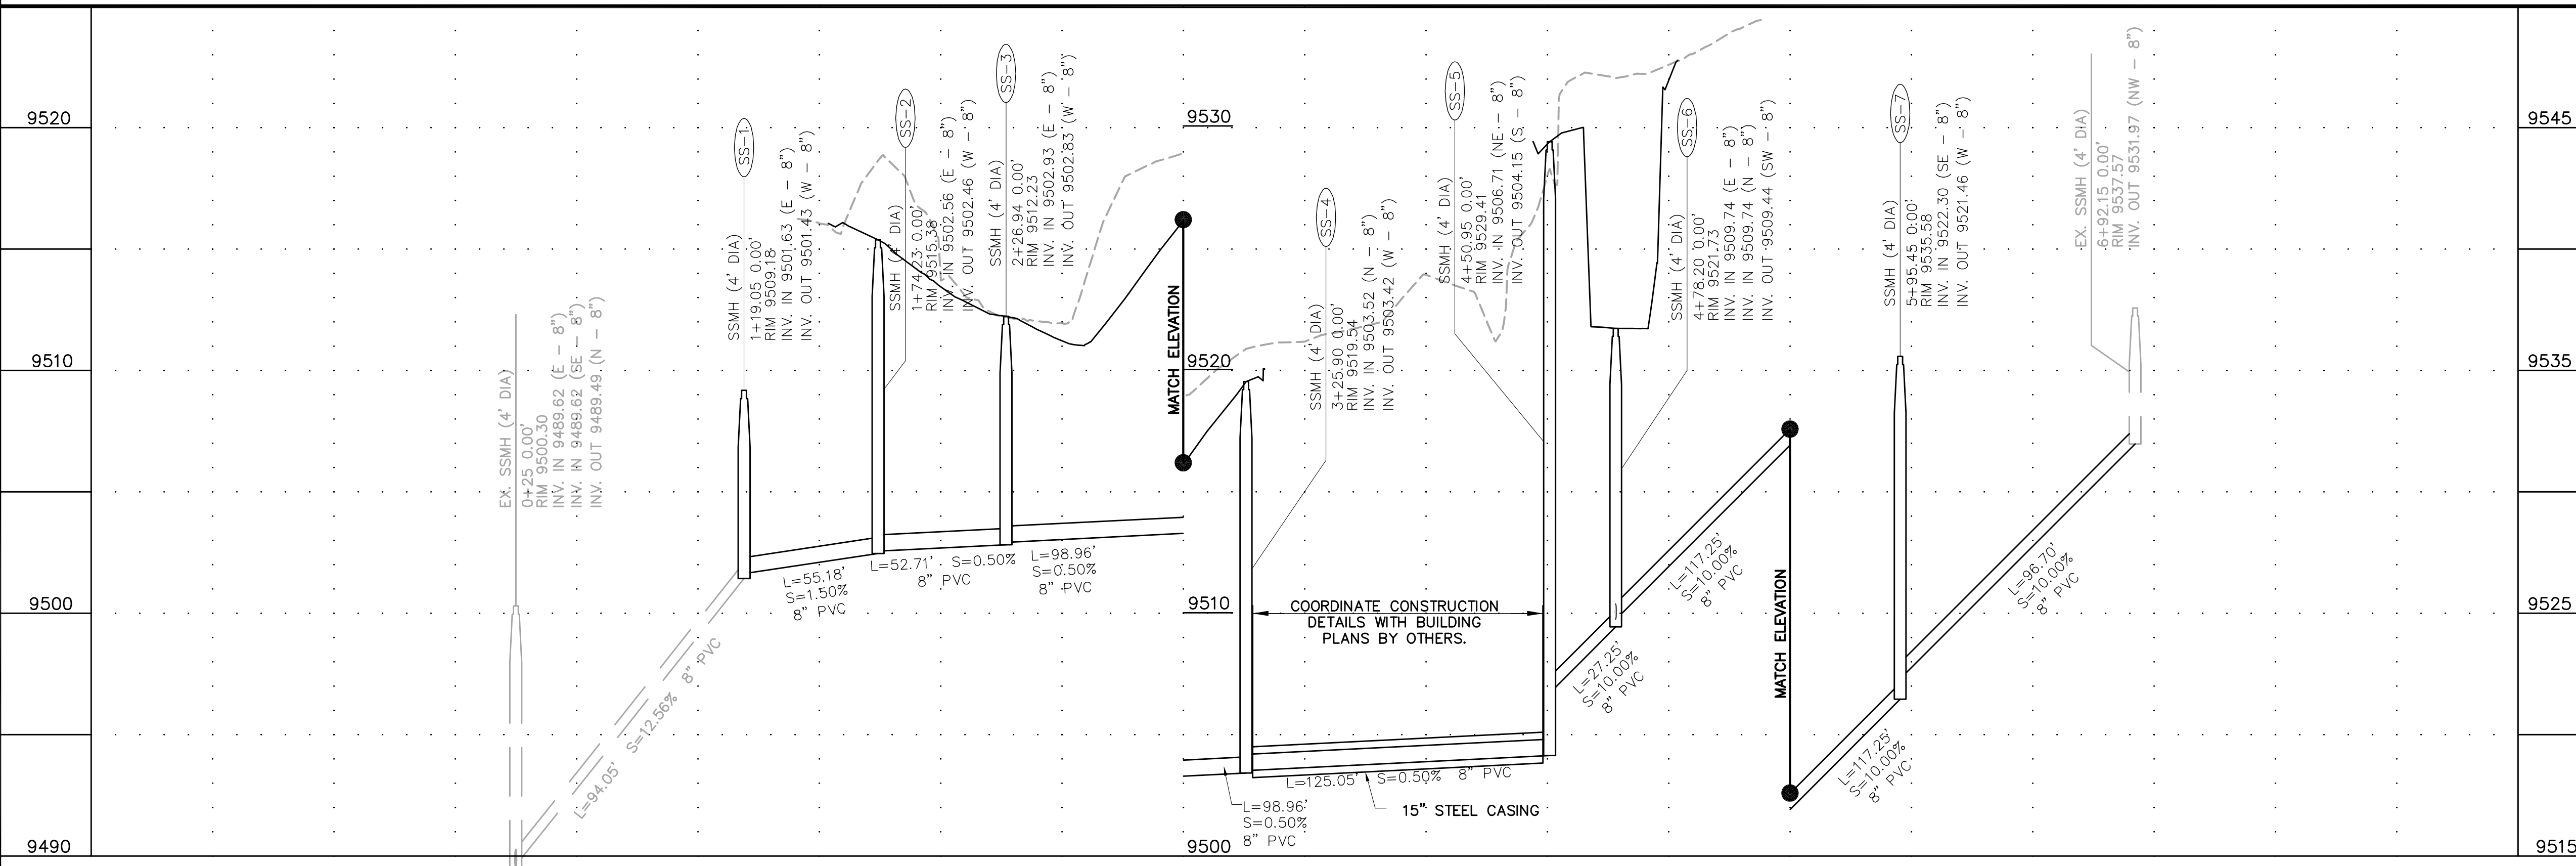 9520
9510
9500
9490
EX. SSMH (4' DIA)
0+25 0.00'
RIM 9500.30
INV. IN 9489.62 (E - 8")
INV. IN 9489.62 (SE - 8")
INV. OUT 9489.49 (N - 8")
L=94.05' S=12.56% 8" PVC
SS-1
SSMH (4' DIA)
1+19.05 0.00'
RIM 9509.18
INV. IN 9501.63 (E - 8")
INV. OUT 9501.43 (W - 8")
L=55.18'
S=1.50%
8" PVC
SS-2
SSMH (4' DIA)
1+74.23 0.00'
RIM 9515.38
INV. IN 9502.56 (E - 8")
INV. OUT 9502.46 (W - 8")
L=52.71' S=0.50%
8" PVC
SS-3
SSMH (4' DIA)
2+26.94 0.00'
RIM 9512.23
INV. IN 9502.93 (E - 8")
INV. OUT 9502.83 (W - 8")
L=98.96'
S=0.50%
8" PVC
MATCH ELEVATION
9530
9520
9510
9500
L=98.96'
S=0.50%
8" PVC
SS-4
SSMH (4' DIA)
3+25.90 0.00'
RIM 9519.54
INV. IN 9503.52 (N - 8")
INV. OUT 9503.42 (W - 8")
COORDINATE CONSTRUCTION
DETAILS WITH BUILDING
PLANS BY OTHERS.
L=125.05' S=0.50% 8" PVC
15" STEEL CASING
SS-5
SSMH (4' DIA)
4+50.95 0.00'
RIM 9529.41
INV. IN 9506.71 (NE - 8")
INV. OUT 9504.15 (S - 8")
L=27.25'
S=10.00%
8" PVC
SS-6
SSMH (4' DIA)
4+78.20 0.00'
RIM 9521.73
INV. IN 9509.74 (E - 8")
INV. IN 9509.74 (N - 8")
INV. OUT 9509.44 (SW - 8")
L=117.25'
S=10.00%
8" PVC
MATCH ELEVATION
L=117.25'
S=10.00%
8" PVC
SS-7
SSMH (4' DIA)
5+95.45 0.00'
RIM 9535.58
INV. IN 9522.30 (SE - 8")
INV. OUT 9521.46 (W - 8")
L=96.70'
S=10.00%
8" PVC
EX. SSMH (4' DIA)
6+92.15 0.00'
RIM 9537.57
INV. OUT 9531.97 (NW - 8")
9545
9535
9525
9515